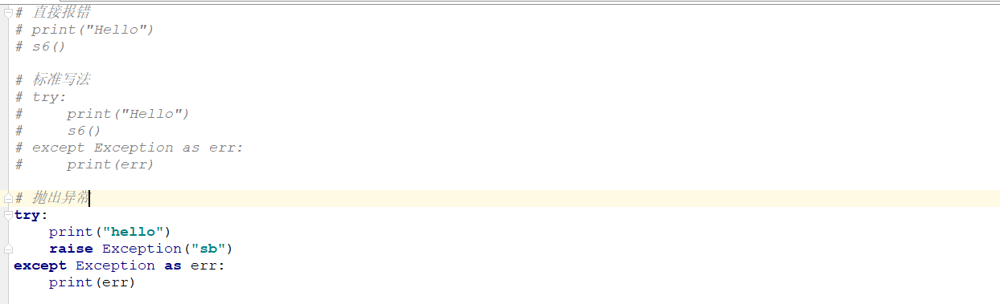 # 直接报错
# print("Hello")
# s6()
# 标准写法
# try:
#     print("Hello")
#     s6()
# except Exception as err:
#     print(err)
# 抛出异常
try:
    print("hello")
    raise Exception("sb")
except Exception as err:
    print(err)